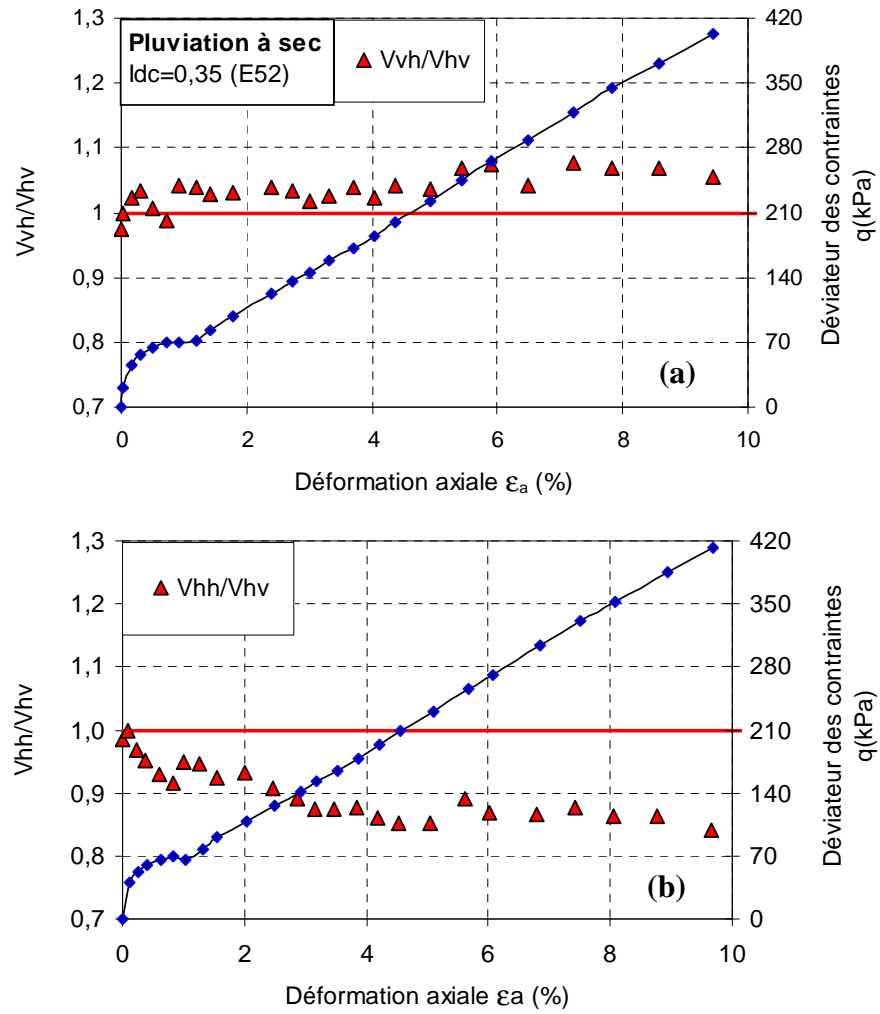 Pluviation à sec
Idc=0,35 (E52)
Vvh/Vhv
1,3
1,2
1,1
1
0,9
0,8
0,7
Vvh/Vhv
420
350
280
210
140
70
0
Déviateur des contraintes
q(kPa)
(a)
0 2 4 6 8 10
Déformation axiale εa (%)
Vhh/Vhv
1,3
1,2
1,1
1,0
0,9
0,8
0,7
Vhh/Vhv
420
350
280
210
140
70
0
Déviateur des contraintes
q(kPa)
(b)
0 2 4 6 8 10
Déformation axiale εa (%)